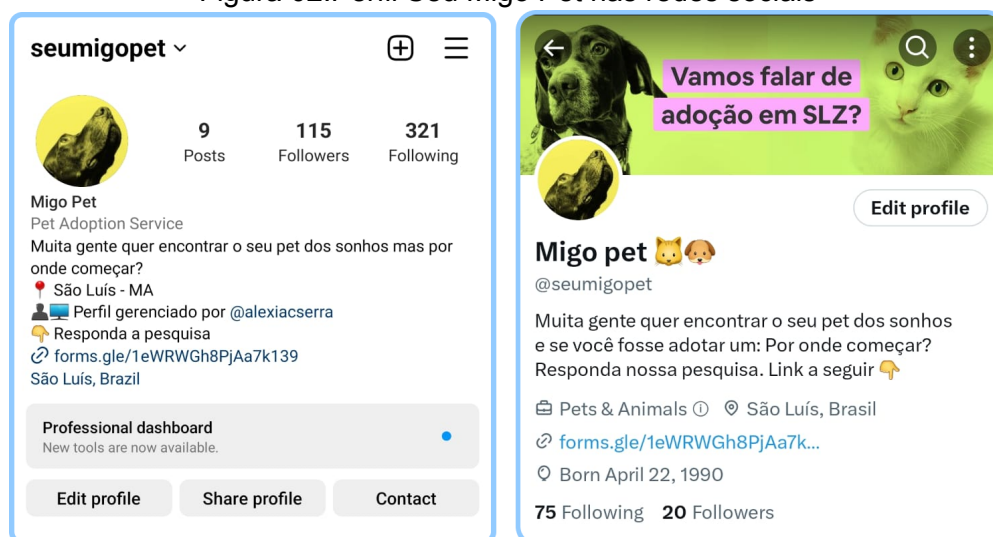 seumigopet
9 115 321
Posts Followers Following
Migo Pet
Pet Adoption Service
Muita gente quer encontrar o seu pet dos sonhos mas por
onde começar?
📍 São Luís - MA
👤💻 Perfil gerenciado por @alexiacserra
👇 Responda a pesquisa
forms.gle/1eWRWGh8PjAa7k139
São Luís, Brazil
Professional dashboard
New tools are now available.
Edit profile Share profile Contact
Vamos falar de
adoção em SLZ?
Edit profile
Migo pet 🐱🐶
@seumigopet
Muita gente quer encontrar o seu pet dos sonhos
e se você fosse adotar um: Por onde começar?
Responda nossa pesquisa. Link a seguir 👇
Pets & Animals São Luís, Brasil
forms.gle/1eWRWGh8PjAa7k...
Born April 22, 1990
75 Following 20 Followers